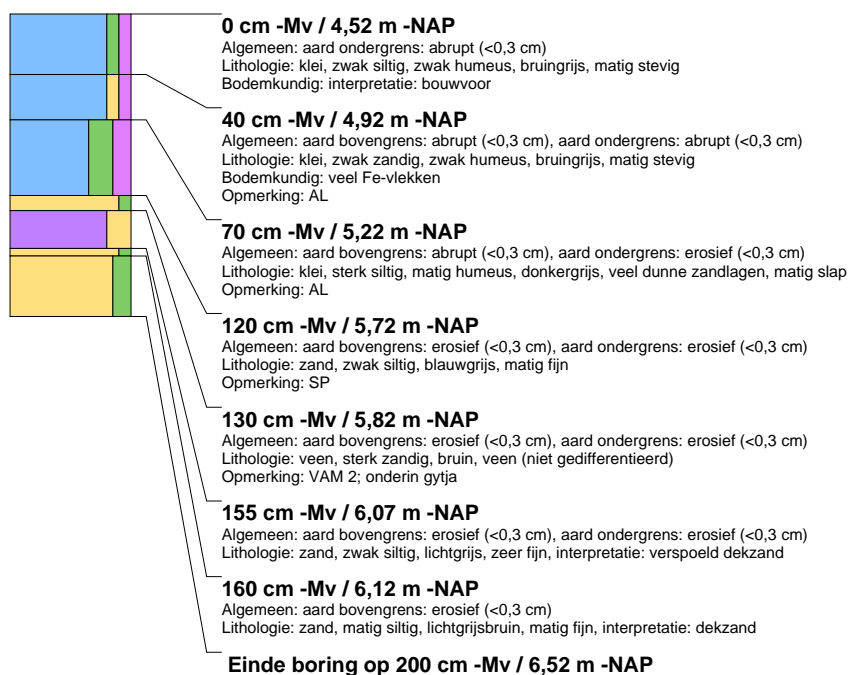 0 cm -Mv / 4,52 m -NAP
Algemeen: aard ondergrens: abrupt (<0,3 cm)
Lithologie: klei, zwak siltig, zwak humeus, bruingrijs, matig stevig
Bodemkundig: interpretatie: bouwvoor
40 cm -Mv / 4,92 m -NAP
Algemeen: aard bovengrens: abrupt (<0,3 cm), aard ondergrens: abrupt (<0,3 cm)
Lithologie: klei, zwak zandig, zwak humeus, bruingrijs, matig stevig
Bodemkundig: veel Fe-vlekken
Opmerking: AL
70 cm -Mv / 5,22 m -NAP
Algemeen: aard bovengrens: abrupt (<0,3 cm), aard ondergrens: erosief (<0,3 cm)
Lithologie: klei, sterk siltig, matig humeus, donkergrijs, veel dunne zandlagen, matig slap
Opmerking: AL
120 cm -Mv / 5,72 m -NAP
Algemeen: aard bovengrens: erosief (<0,3 cm), aard ondergrens: erosief (<0,3 cm)
Lithologie: zand, zwak siltig, blauwgrijs, matig fijn
Opmerking: SP
130 cm -Mv / 5,82 m -NAP
Algemeen: aard bovengrens: erosief (<0,3 cm), aard ondergrens: erosief (<0,3 cm)
Lithologie: veen, sterk zandig, bruin, veen (niet gedifferentieerd)
Opmerking: VAM 2; onderin gytja
155 cm -Mv / 6,07 m -NAP
Algemeen: aard bovengrens: erosief (<0,3 cm), aard ondergrens: erosief (<0,3 cm)
Lithologie: zand, zwak siltig, lichtgrijs, zeer fijn, interpretatie: verspoeld dekzand
160 cm -Mv / 6,12 m -NAP
Algemeen: aard bovengrens: erosief (<0,3 cm)
Lithologie: zand, matig siltig, lichtgrijsbruin, matig fijn, interpretatie: dekzand
Einde boring op 200 cm -Mv / 6,52 m -NAP